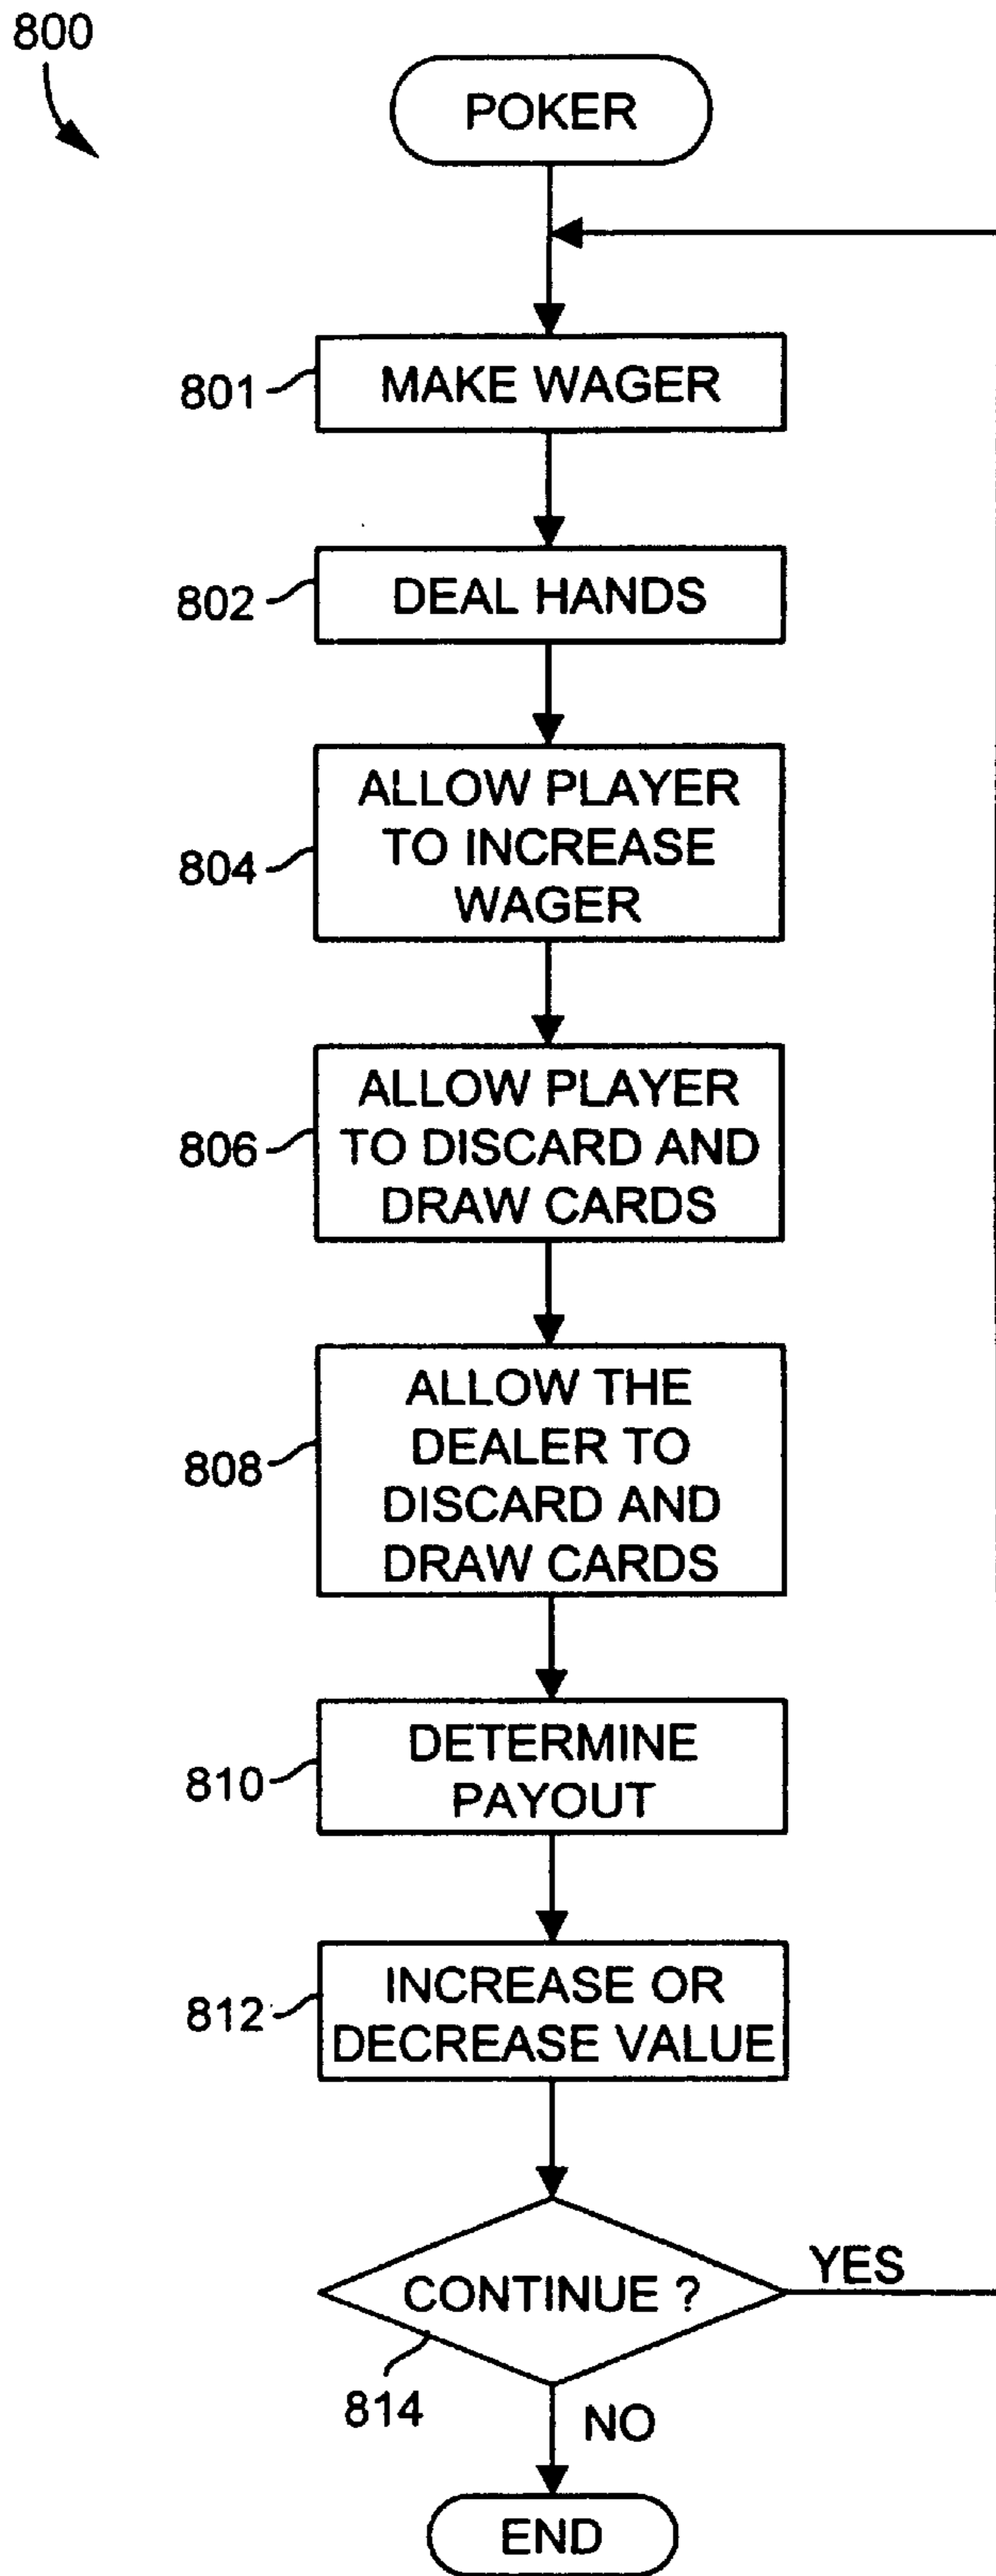 800
POKER
801
MAKE WAGER
802
DEAL HANDS
804
ALLOW PLAYER
TO INCREASE
WAGER
806
ALLOW PLAYER
TO DISCARD AND
DRAW CARDS
808
ALLOW THE
DEALER TO
DISCARD AND
DRAW CARDS
810
DETERMINE
PAYOUT
812
INCREASE OR
DECREASE VALUE
CONTINUE ?
YES
814
NO
END